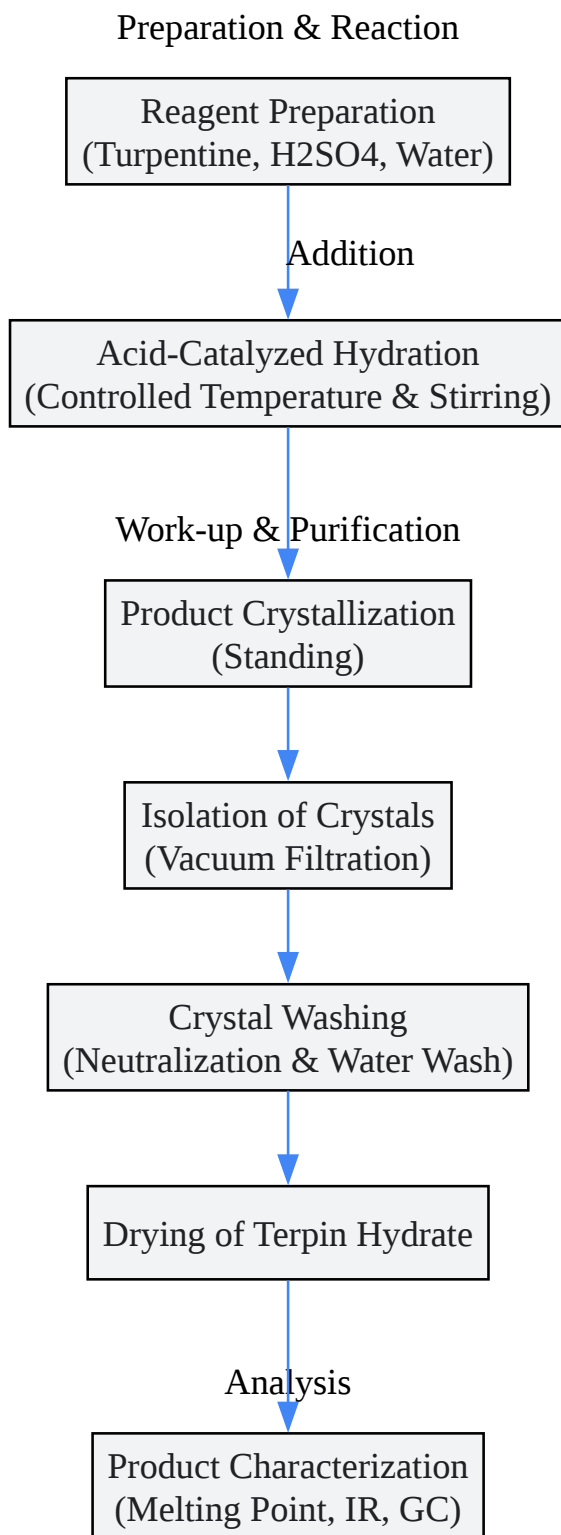 Preparation & Reaction
Reagent Preparation
(Turpentine, H2SO4, Water)
Addition
Acid-Catalyzed Hydration
(Controlled Temperature & Stirring)
Work-up & Purification
Product Crystallization
(Standing)
Isolation of Crystals
(Vacuum Filtration)
Crystal Washing
(Neutralization & Water Wash)
Drying of Terpin Hydrate
Analysis
Product Characterization
(Melting Point, IR, GC)